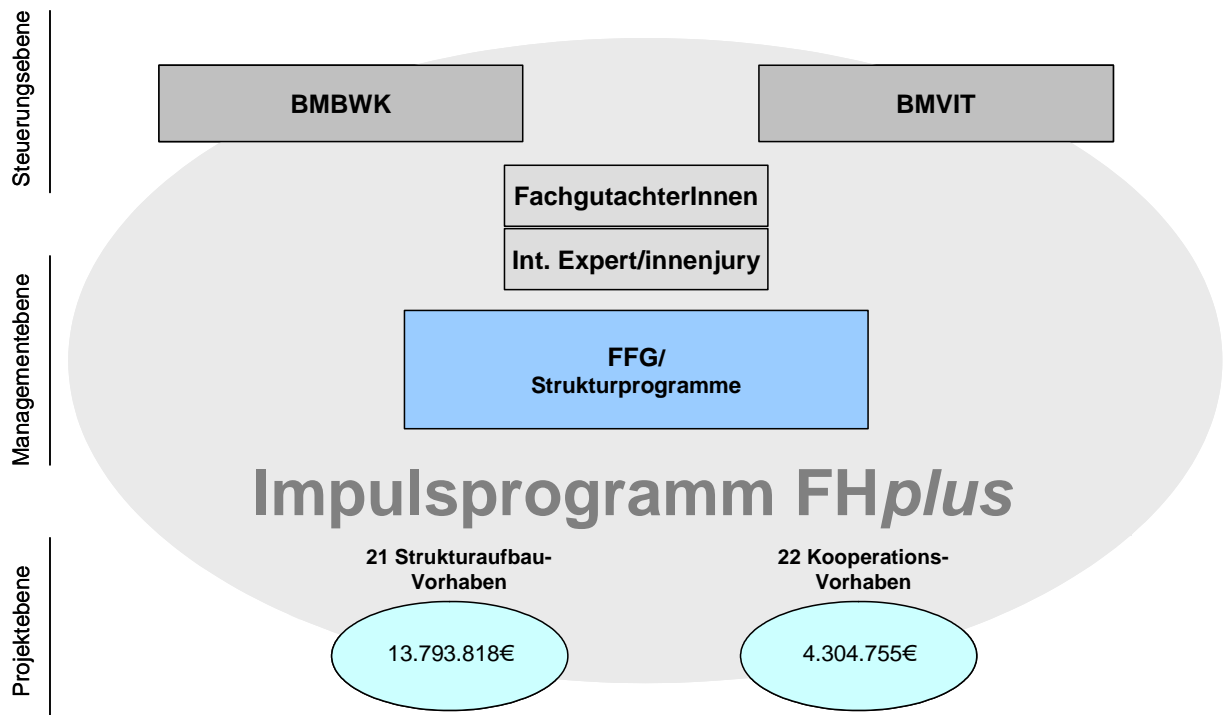 Steuerungsebene
BMBWK
BMVIT
FachgutachterInnen
Int. Expert/innenjury
Managementebene
FFG/
Strukturprogramme
Impulsprogramm FHplus
Projektebene
21 Strukturaufbau-
Vorhaben
13.793.818€
22 Kooperations-
Vorhaben
4.304.755€